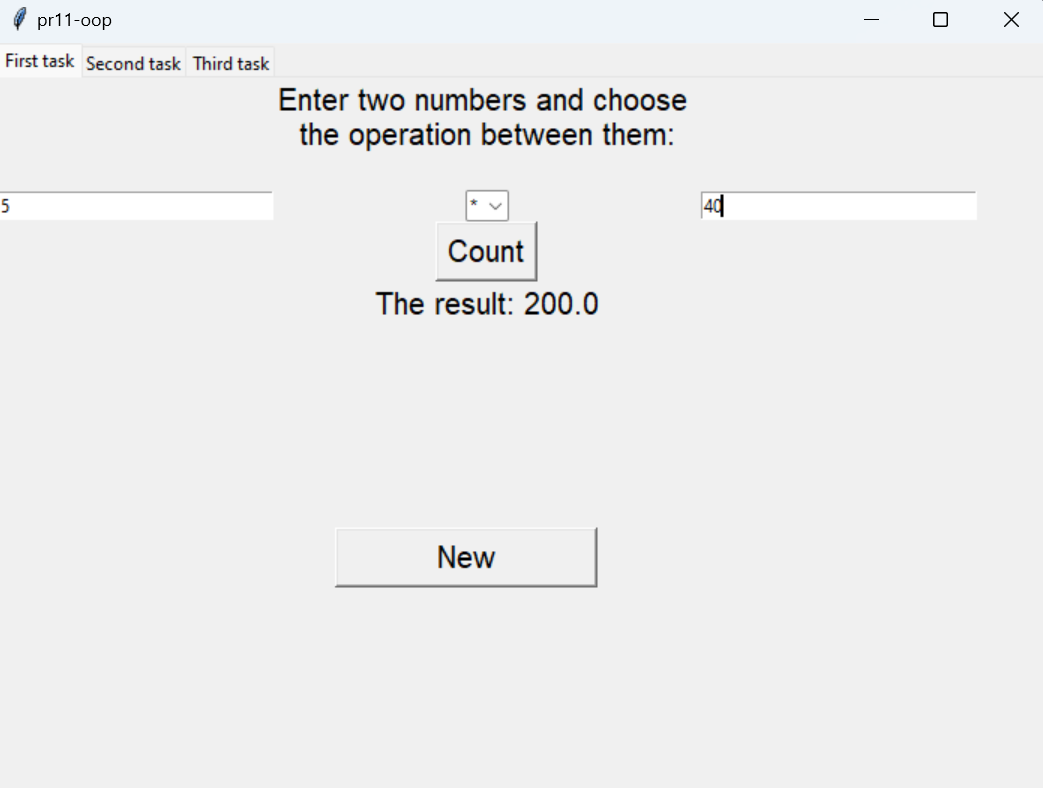 pr11-oop
First task Second task Third task
Enter two numbers and choose
the operation between them:
5 * 40
Count
The result: 200.0
New